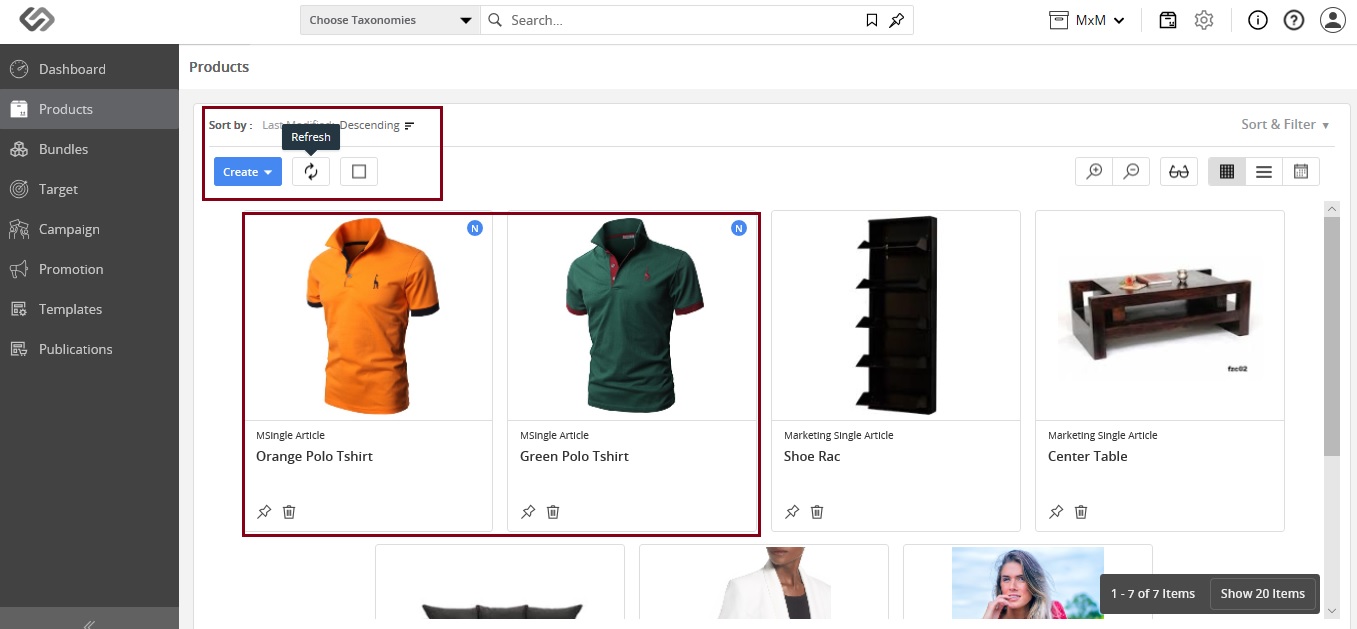 Choose Taxonomies
Search...
MxM
Dashboard
Products
Bundles
Target
Campaign
Promotion
Templates
Publications
Products
Sort by : Last Modified: Descending
Sort & Filter
Refresh
Create
N
N
MSingle Article
Orange Polo Tshirt
MSingle Article
Green Polo Tshirt
Marketing Single Article
Shoe Rac
fzc02
Marketing Single Article
Center Table
1 - 7 of 7 Items
Show 20 Items